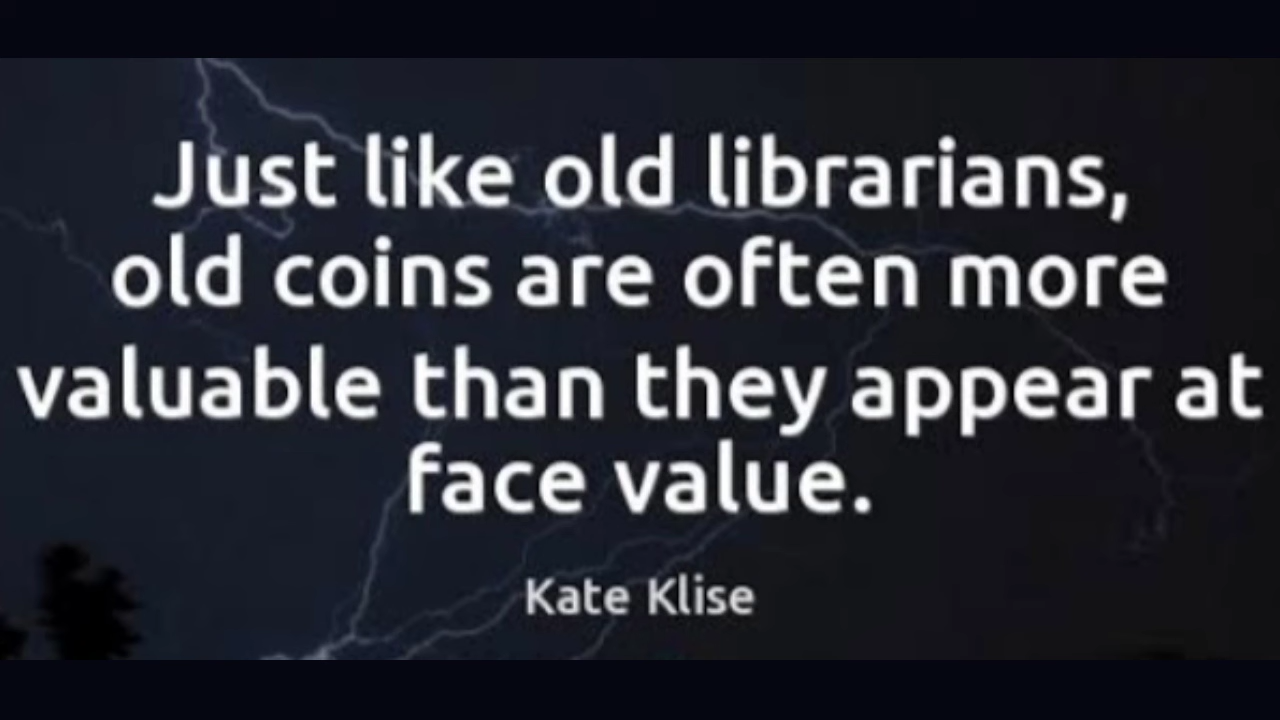 Just like old librarians,
old coins are often more
valuable than they appear at
face value.
Kate Klise